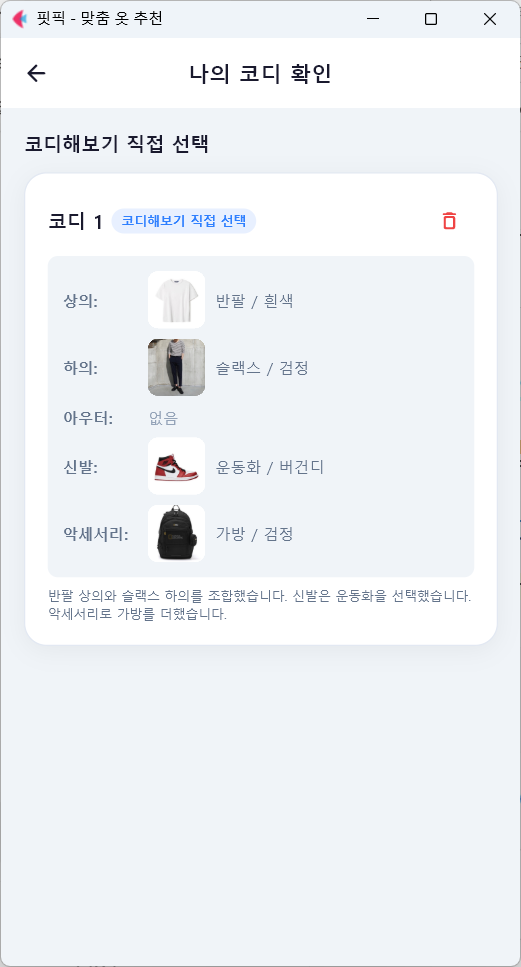 핏픽 - 맞춤 옷 추천
나의 코디 확인
코디해보기 직접 선택
코디 1 코디해보기 직접 선택
상의: 반팔 / 흰색
하의: 슬랙스 / 검정
아우터: 없음
신발: 운동화 / 버건디
악세서리: 가방 / 검정
반팔 상의와 슬랙스 하의를 조합했습니다. 신발은 운동화을 선택했습니다.
악세서리로 가방를 더했습니다.